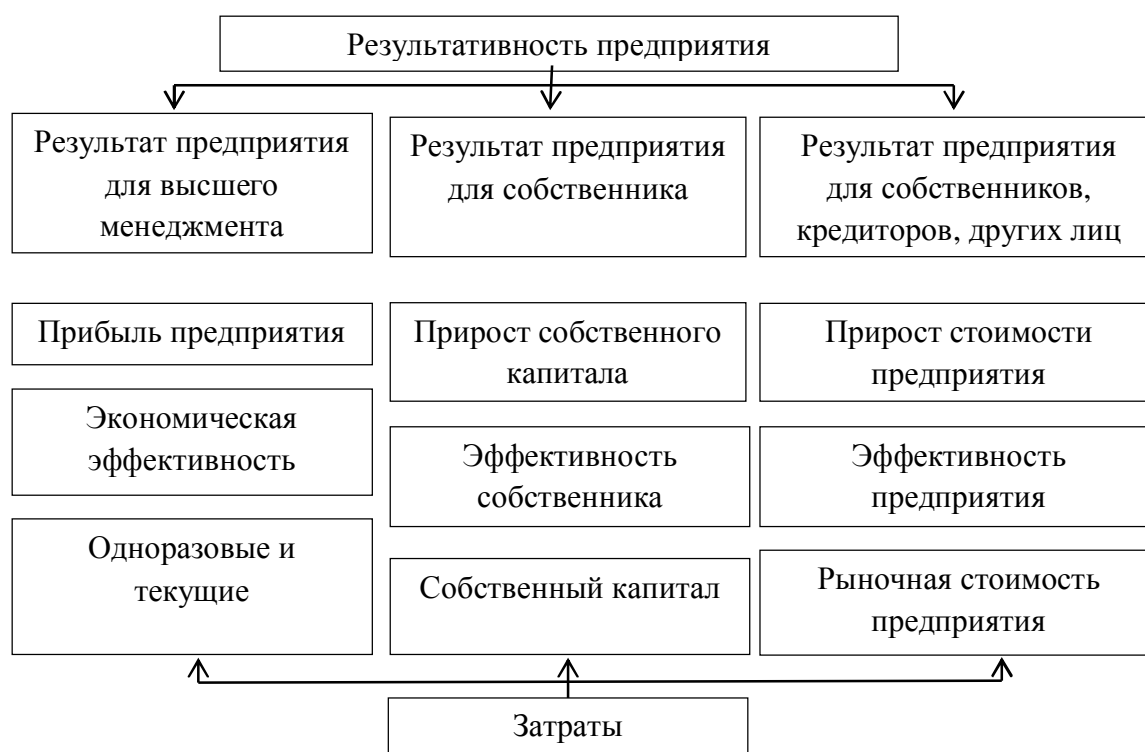 Результативность предприятия
Результат предприятия
для высшего
менеджмента
Результат предприятия
для собственника
Результат предприятия
для собственников,
кредиторов, других лиц
Прибыль предприятия
Прирост собственного
капитала
Прирост стоимости
предприятия
Экономическая
эффективность
Эффективность
собственника
Эффективность
предприятия
Одноразовые и
текущие
Собственный капитал
Рыночная стоимость
предприятия
Затраты